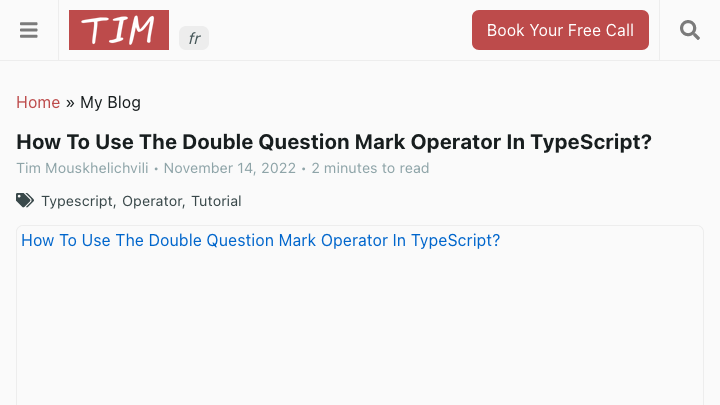 TIM
fr
Book Your Free Call
Home » My Blog
How To Use The Double Question Mark Operator In TypeScript?
Tim Mouskhelichvili • November 14, 2022 • 2 minutes to read
Typescript, Operator, Tutorial
How To Use The Double Question Mark Operator In TypeScript?